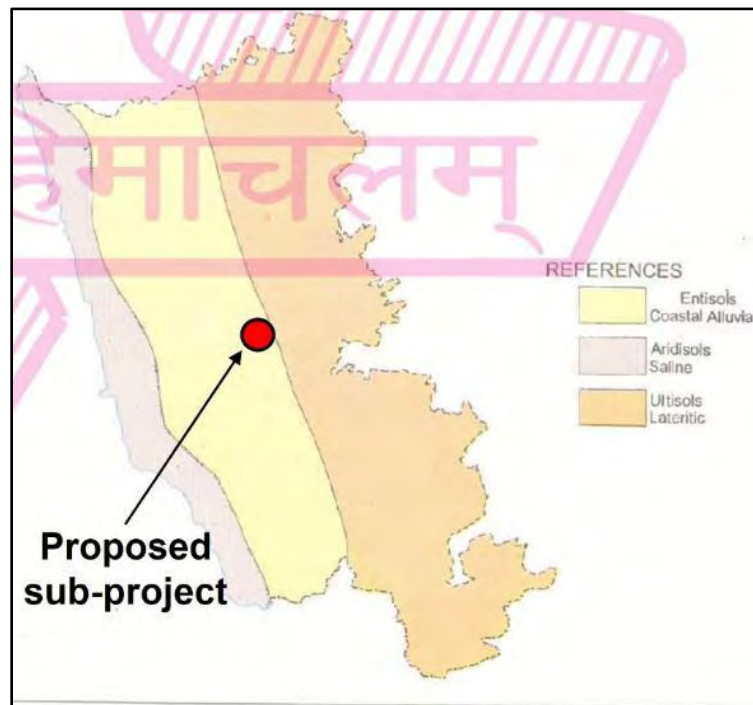 हिमाचलम्
REFERENCES
Entisols
Coastal Alluvia
Aridisols
Saline
Ultisols
Lateritic
Proposed
sub-project